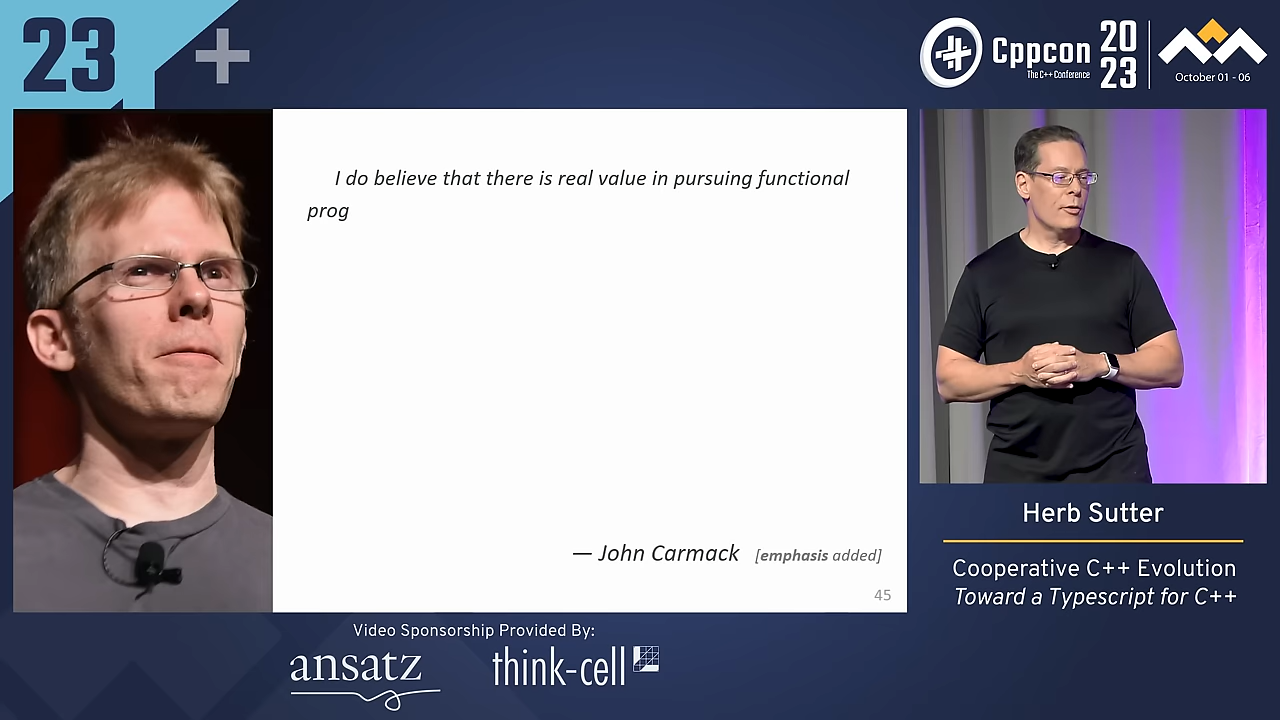 23
Cppcon
The C++ Conference
20
23
October 01 - 06
I do believe that there is real value in pursuing functional
prog
— John Carmack [emphasis added]
45
Herb Sutter
Cooperative C++ Evolution
Toward a Typescript for C++
Video Sponsorship Provided By:
ansatz
think-cell